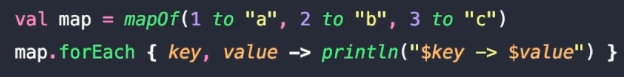 val map = mapOf(1 to "a", 2 to "b", 3 to "c")
map.forEach { key, value -> println("$key -> $value") }